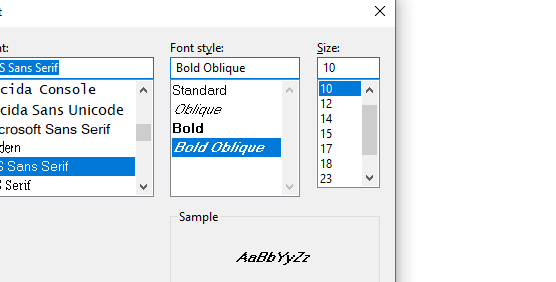 t
nt:
Font style:
Size:
S Sans Serif
Bold Oblique
10
cida Console
cida Sans Unicode
crosoft Sans Serif
dern
S Sans Serif
S Serif
Standard
Oblique
Bold
Bold Oblique
10
12
14
15
17
18
23
Sample
AaBbYyZz